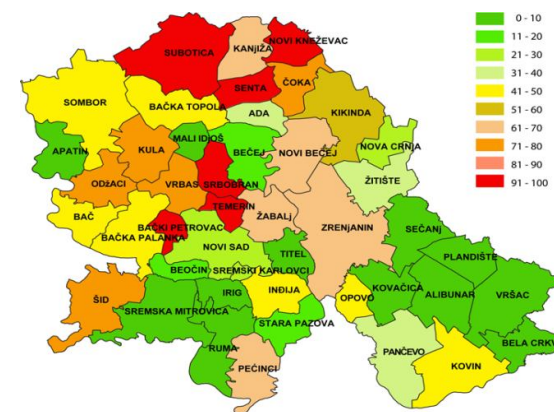 0 - 10
11 - 20
21 - 30
31 - 40
41 - 50
51 - 60
61 - 70
71 - 80
81 - 90
91 - 100
SUBOTICA
KANJIŽA
NOVI KNEŽEVAC
SENTA
ČOKA
SOMBOR
BAČKA TOPOLA
ADA
KIKINDA
APATIN
KULA
MALI IDJOŠ
BEČEJ
NOVI BEČEJ
NOVA CRNJA
ODžACI
VRBAS
SRBOBRAN
ŽITIŠTE
BAČ
BAČKI PETROVAC
TEMERIN
ŽABALj
ZRENJANIN
SEČANJ
BAČKA PALANKA
NOVI SAD
TITEL
PLANDIŠTE
BEOČIN
SREMSKI KARLOVCI
ŠID
SREMSKA MITROVICA
IRIG
INĐIJA
OPOVO
KOVAČICA
ALIBUNAR
VRŠAC
RUMA
STARA PAZOVA
PEĆINCI
PANČEVO
KOVIN
BELA CRKV